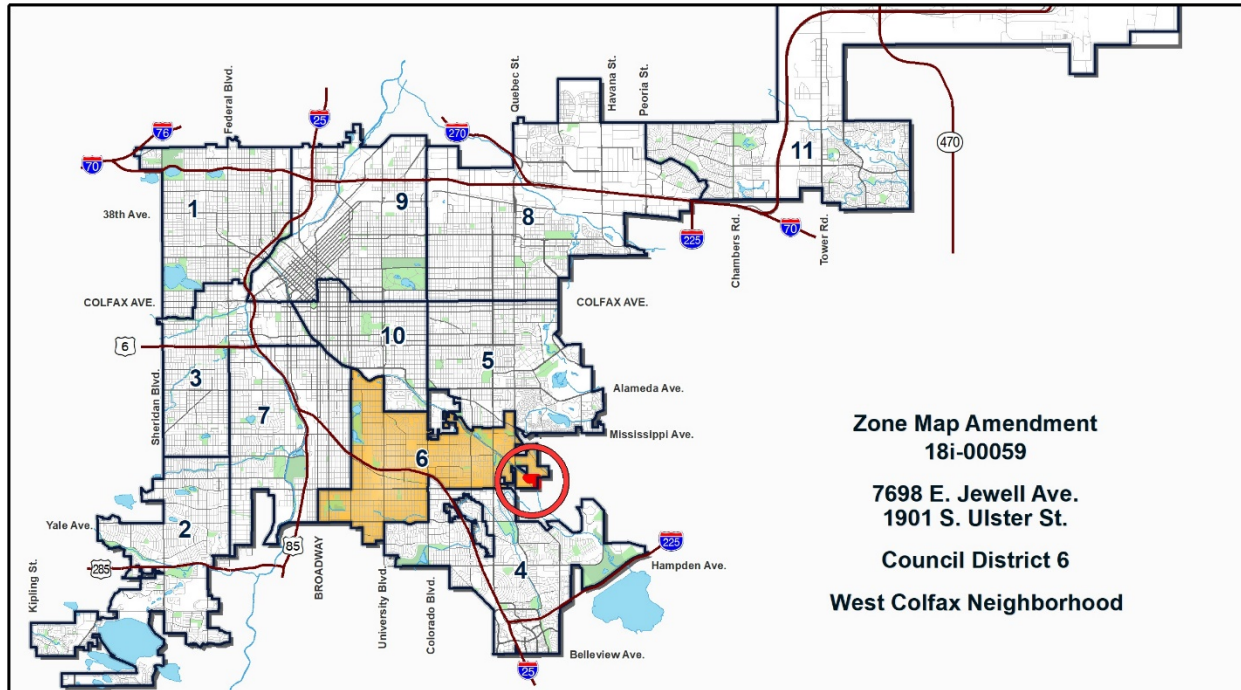 Federal Blvd.
Quebec St.
Havana St.
Peoria St.
76
25
270
70
470
11
38th Ave.
1
9
8
225
Chambers Rd.
70
Tower Rd.
COLFAX AVE.
COLFAX AVE.
10
6
3
5
Sheridan Blvd.
7
Alameda Ave.
Mississippi Ave.
6
Yale Ave.
2
85
285
BROADWAY
Kipling St.
University Blvd.
Colorado Blvd.
4
225
Hampden Ave.
Belleview Ave.
25
Zone Map Amendment
18i-00059
7698 E. Jewell Ave.
1901 S. Ulster St.
Council District 6
West Colfax Neighborhood